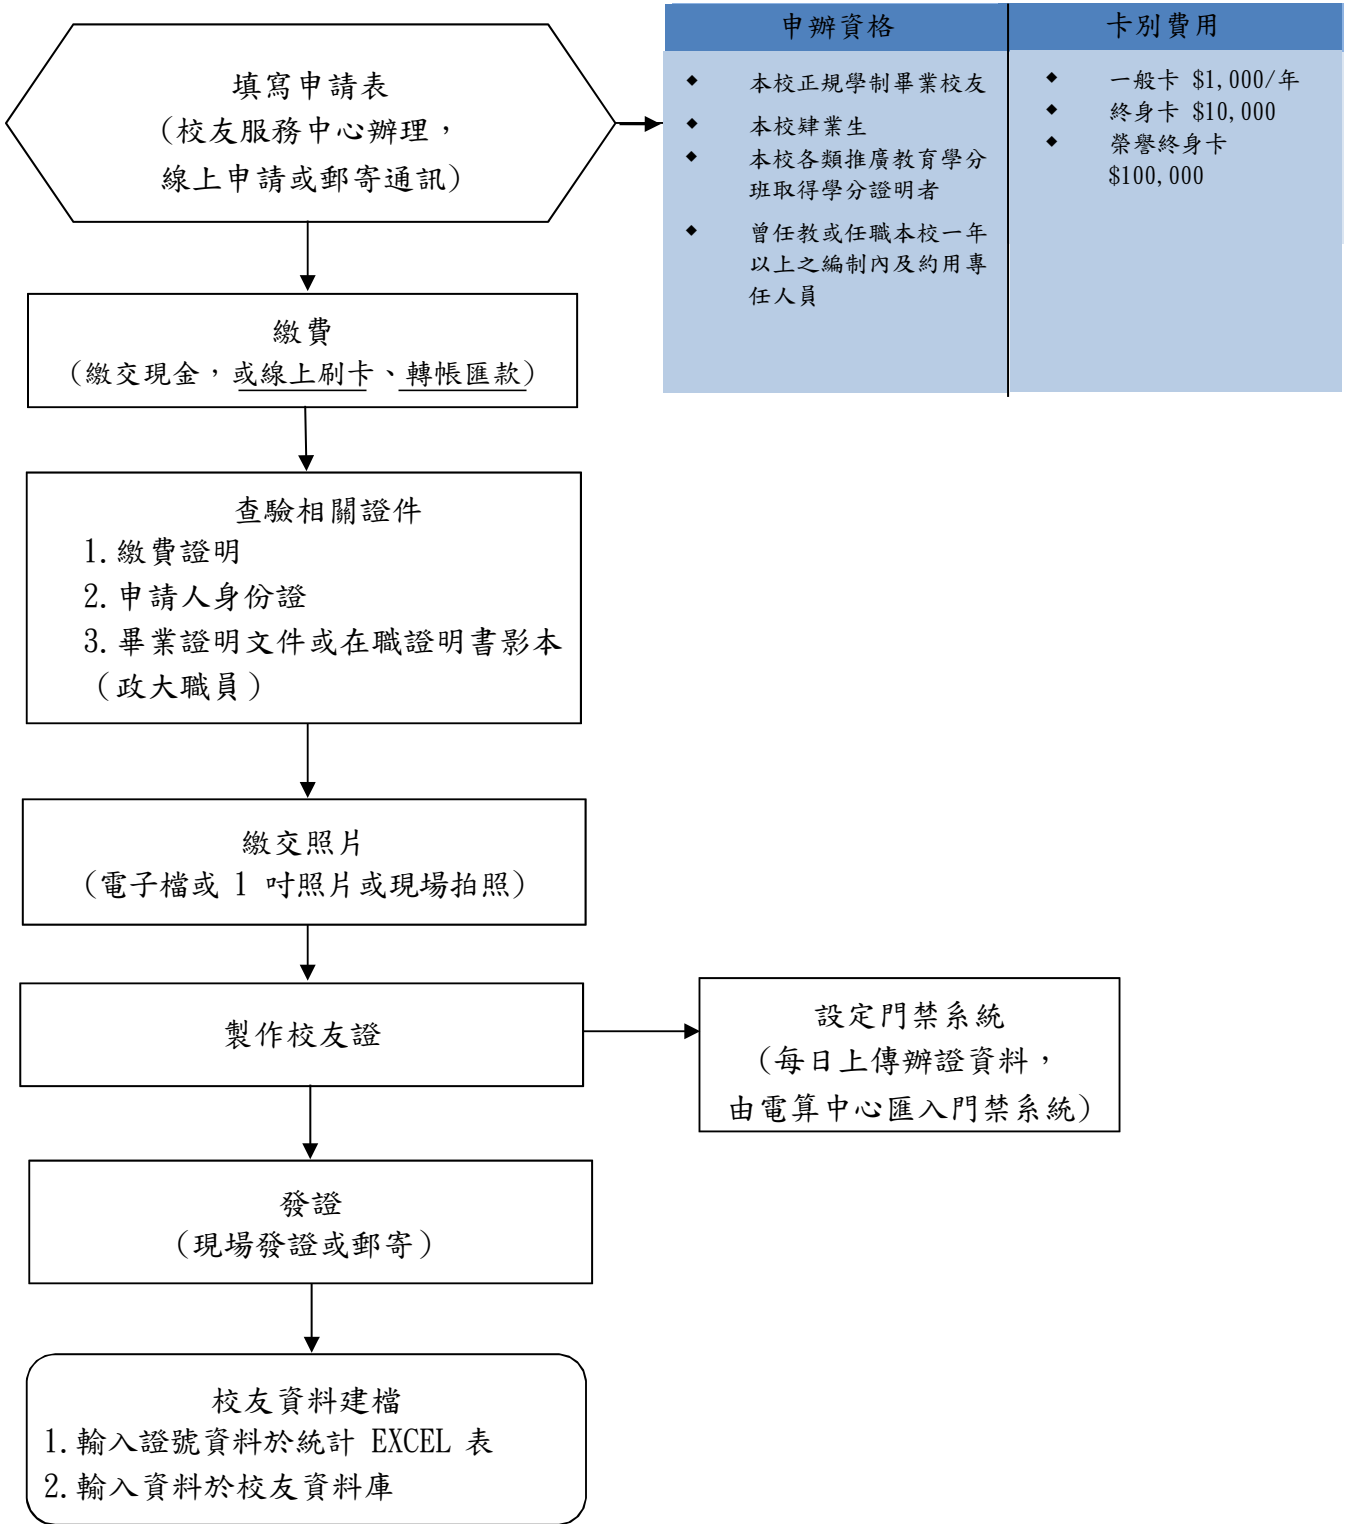 填寫申請表
(校友服務中心辦理，
線上申請或郵寄通訊)
申辦資格
卡別費用
◆ 本校正規學制畢業校友
◆ 本校肄業生
◆ 本校各類推廣教育學分
班取得學分證明者
◆ 曾任教或任職本校一年
以上之編制內及約用專
任人員
◆ 一般卡 $1,000/年
◆ 終身卡 $10,000
◆ 榮譽終身卡
$100,000
繳費
(繳交現金，或線上刷卡、轉帳匯款)
查驗相關證件
1.繳費證明
2.申請人身份證
3.畢業證明文件或在職證明書影本
(政大職員)
繳交照片
(電子檔或 1 吋照片或現場拍照)
製作校友證
設定門禁系統
(每日上傳辦證資料，
由電算中心匯入門禁系統)
發證
(現場發證或郵寄)
校友資料建檔
1.輸入證號資料於統計 EXCEL 表
2.輸入資料於校友資料庫